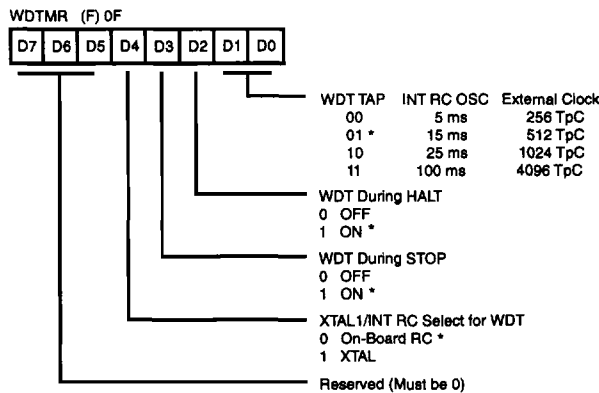 WDTMR (F) 0F
D7 D6 D5 D4 D3 D2 D1 D0
WDT TAP INT RC OSC External Clock
00 5 ms 256 TpC
01 * 15 ms 512 TpC
10 25 ms 1024 TpC
11 100 ms 4096 TpC
WDT During HALT
0 OFF
1 ON *
WDT During STOP
0 OFF
1 ON *
XTAL1/INT RC Select for WDT
0 On-Board RC *
1 XTAL
Reserved (Must be 0)